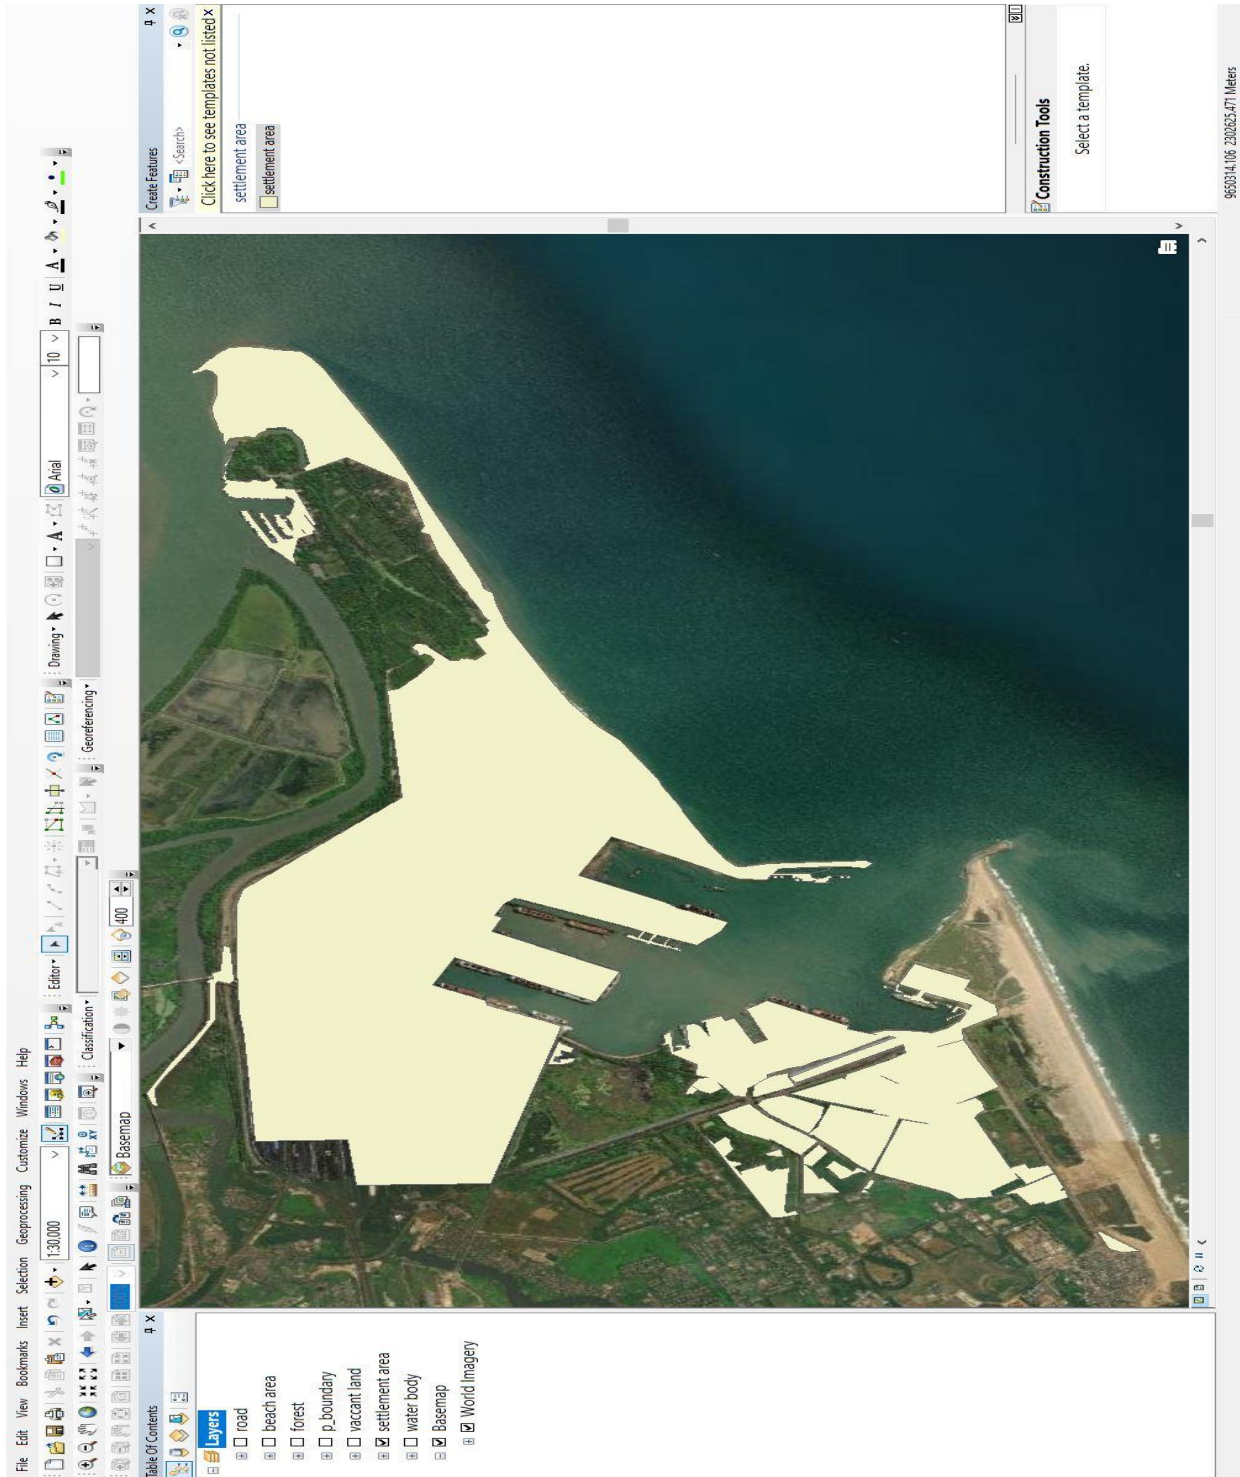 File Edit View Bookmarks Insert Selection Geoprocessing Customize Windows Help
1:30,000
Editor
Drawing
A
Arial
10
B I U A
100%
Basemap
Classification
400
Georeferencing
Table Of Contents
Layers
road
beach area
forest
p_boundary
vaccant land
settlement area
water body
Basemap
World Imagery
Create Features
<Search>
Click here to see templates not listed
settlement area
settlement area
Construction Tools
Select a template.
9650314.106 2302625.471 Meters